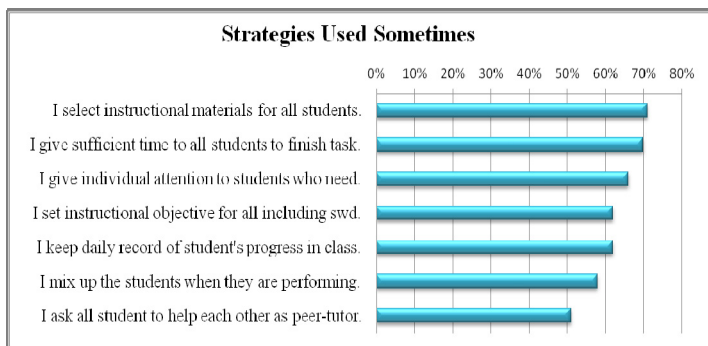 Strategies Used Sometimes
0% 10% 20% 30% 40% 50% 60% 70% 80%
I select instructional materials for all students.
I give sufficient time to all students to finish task.
I give individual attention to students who need.
I set instructional objective for all including swd.
I keep daily record of student's progress in class.
I mix up the students when they are performing.
I ask all student to help each other as peer-tutor.